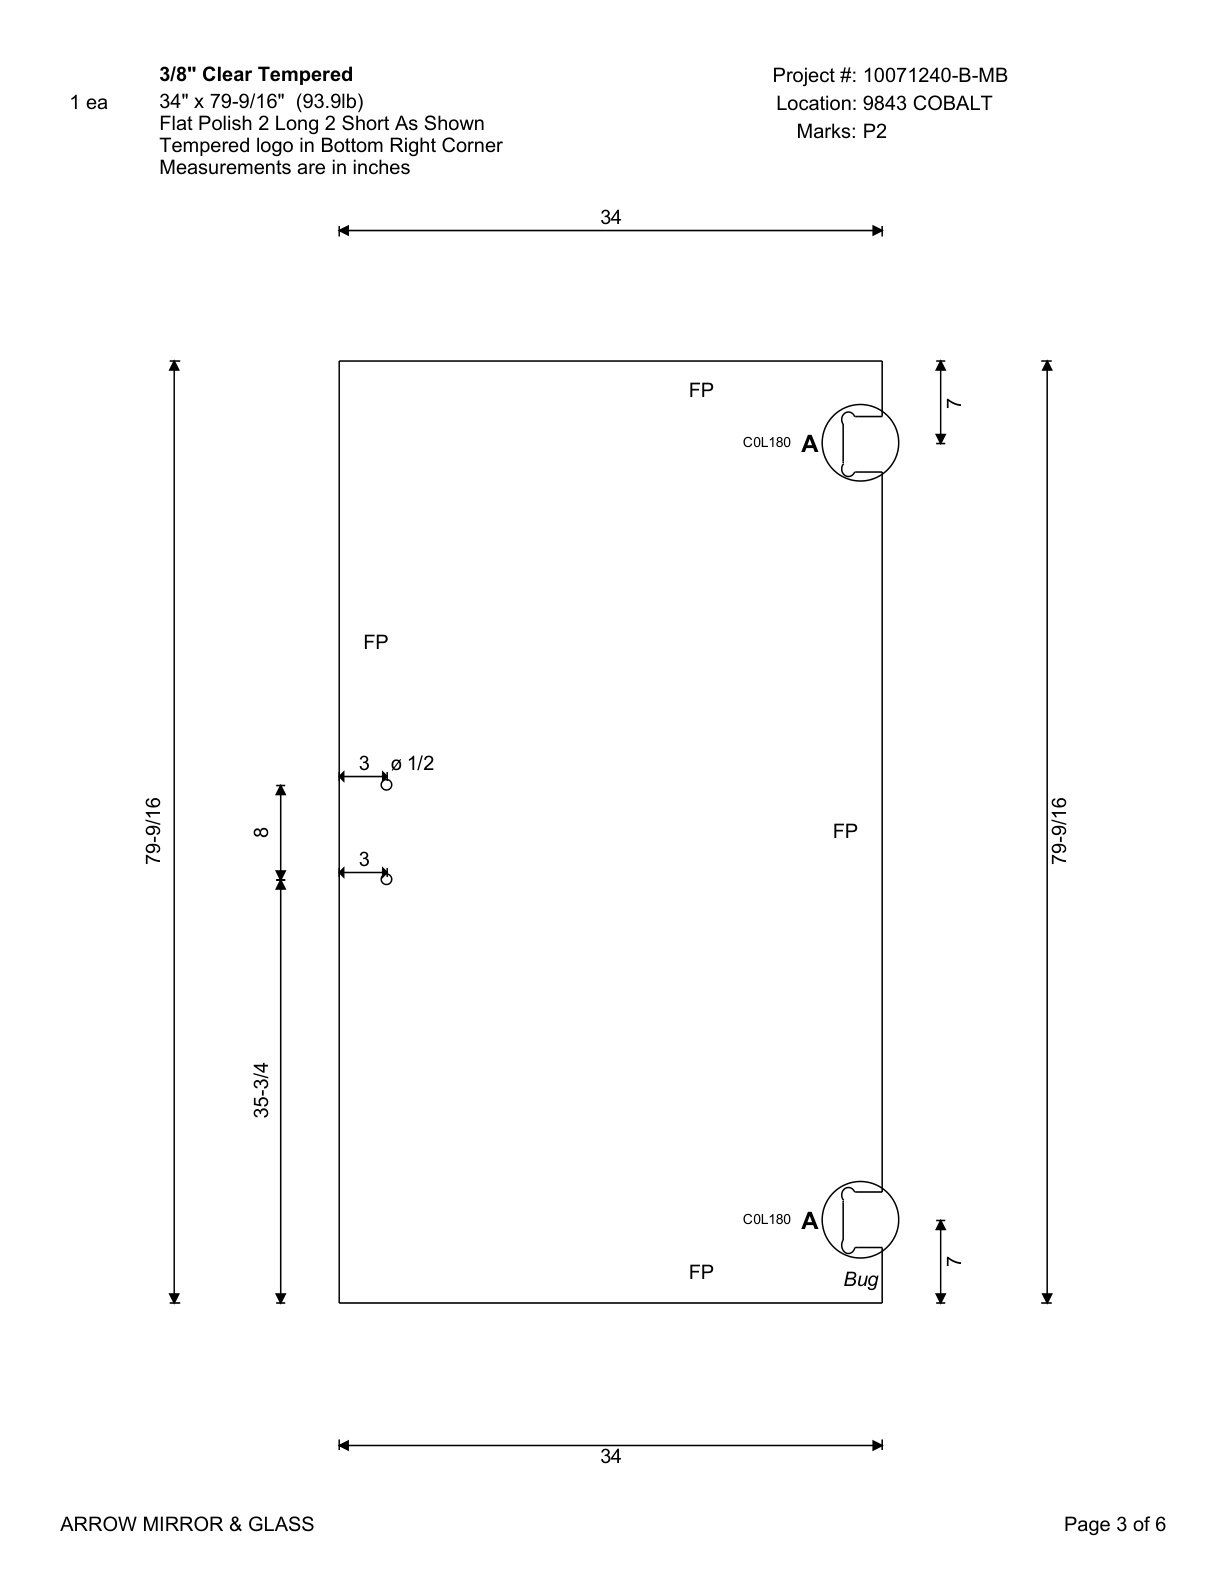 3/8" Clear Tempered
1 ea
34" x 79-9/16"  (93.9lb)
Flat Polish 2 Long 2 Short As Shown
Tempered logo in Bottom Right Corner
Measurements are in inches
Project #: 10071240-B-MB
Location: 9843 COBALT
Marks: P2
34
FP
7
C0L180 A
FP
3 ø 1/2
79-9/16
8
FP
79-9/16
3
35-3/4
C0L180 A
7
FP
Bug
34
ARROW MIRROR & GLASS
Page 3 of 6